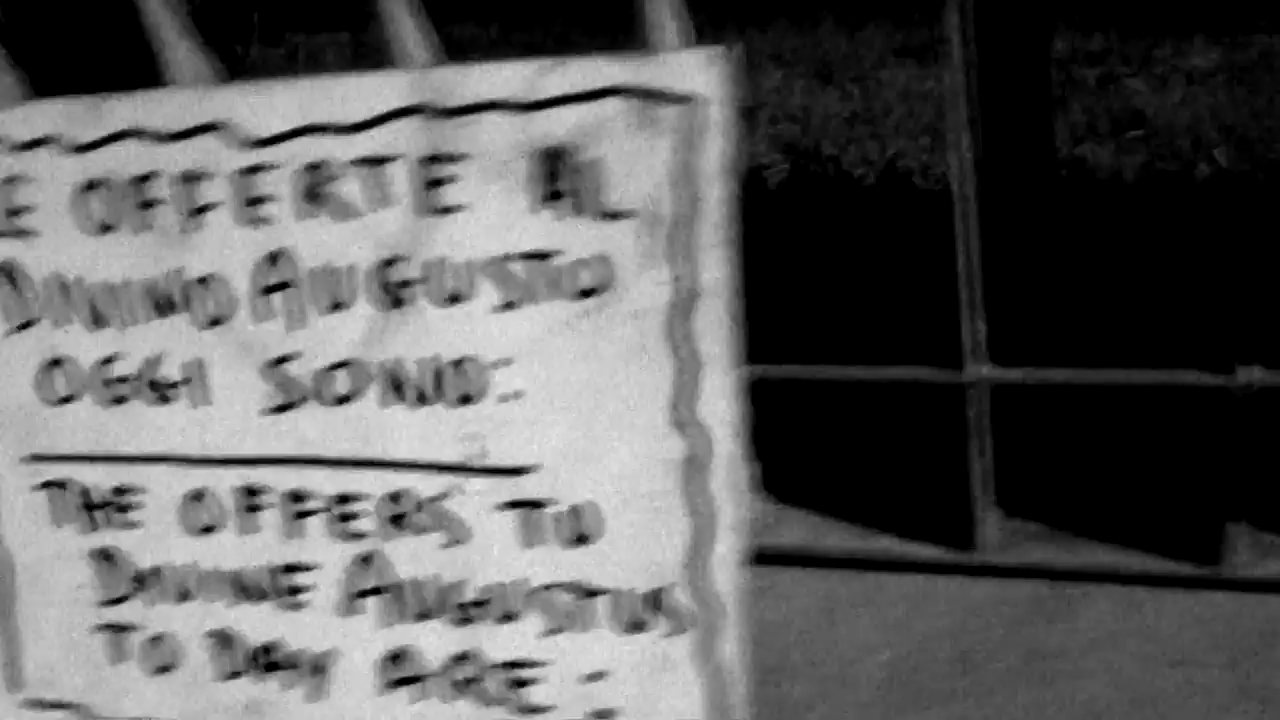 E OFFERTE AL
DIVINO AUGUSTO
OGGI SONO:
THE OFFERS TO
DIVINE AUGUSTUS
TO DAY ARE: